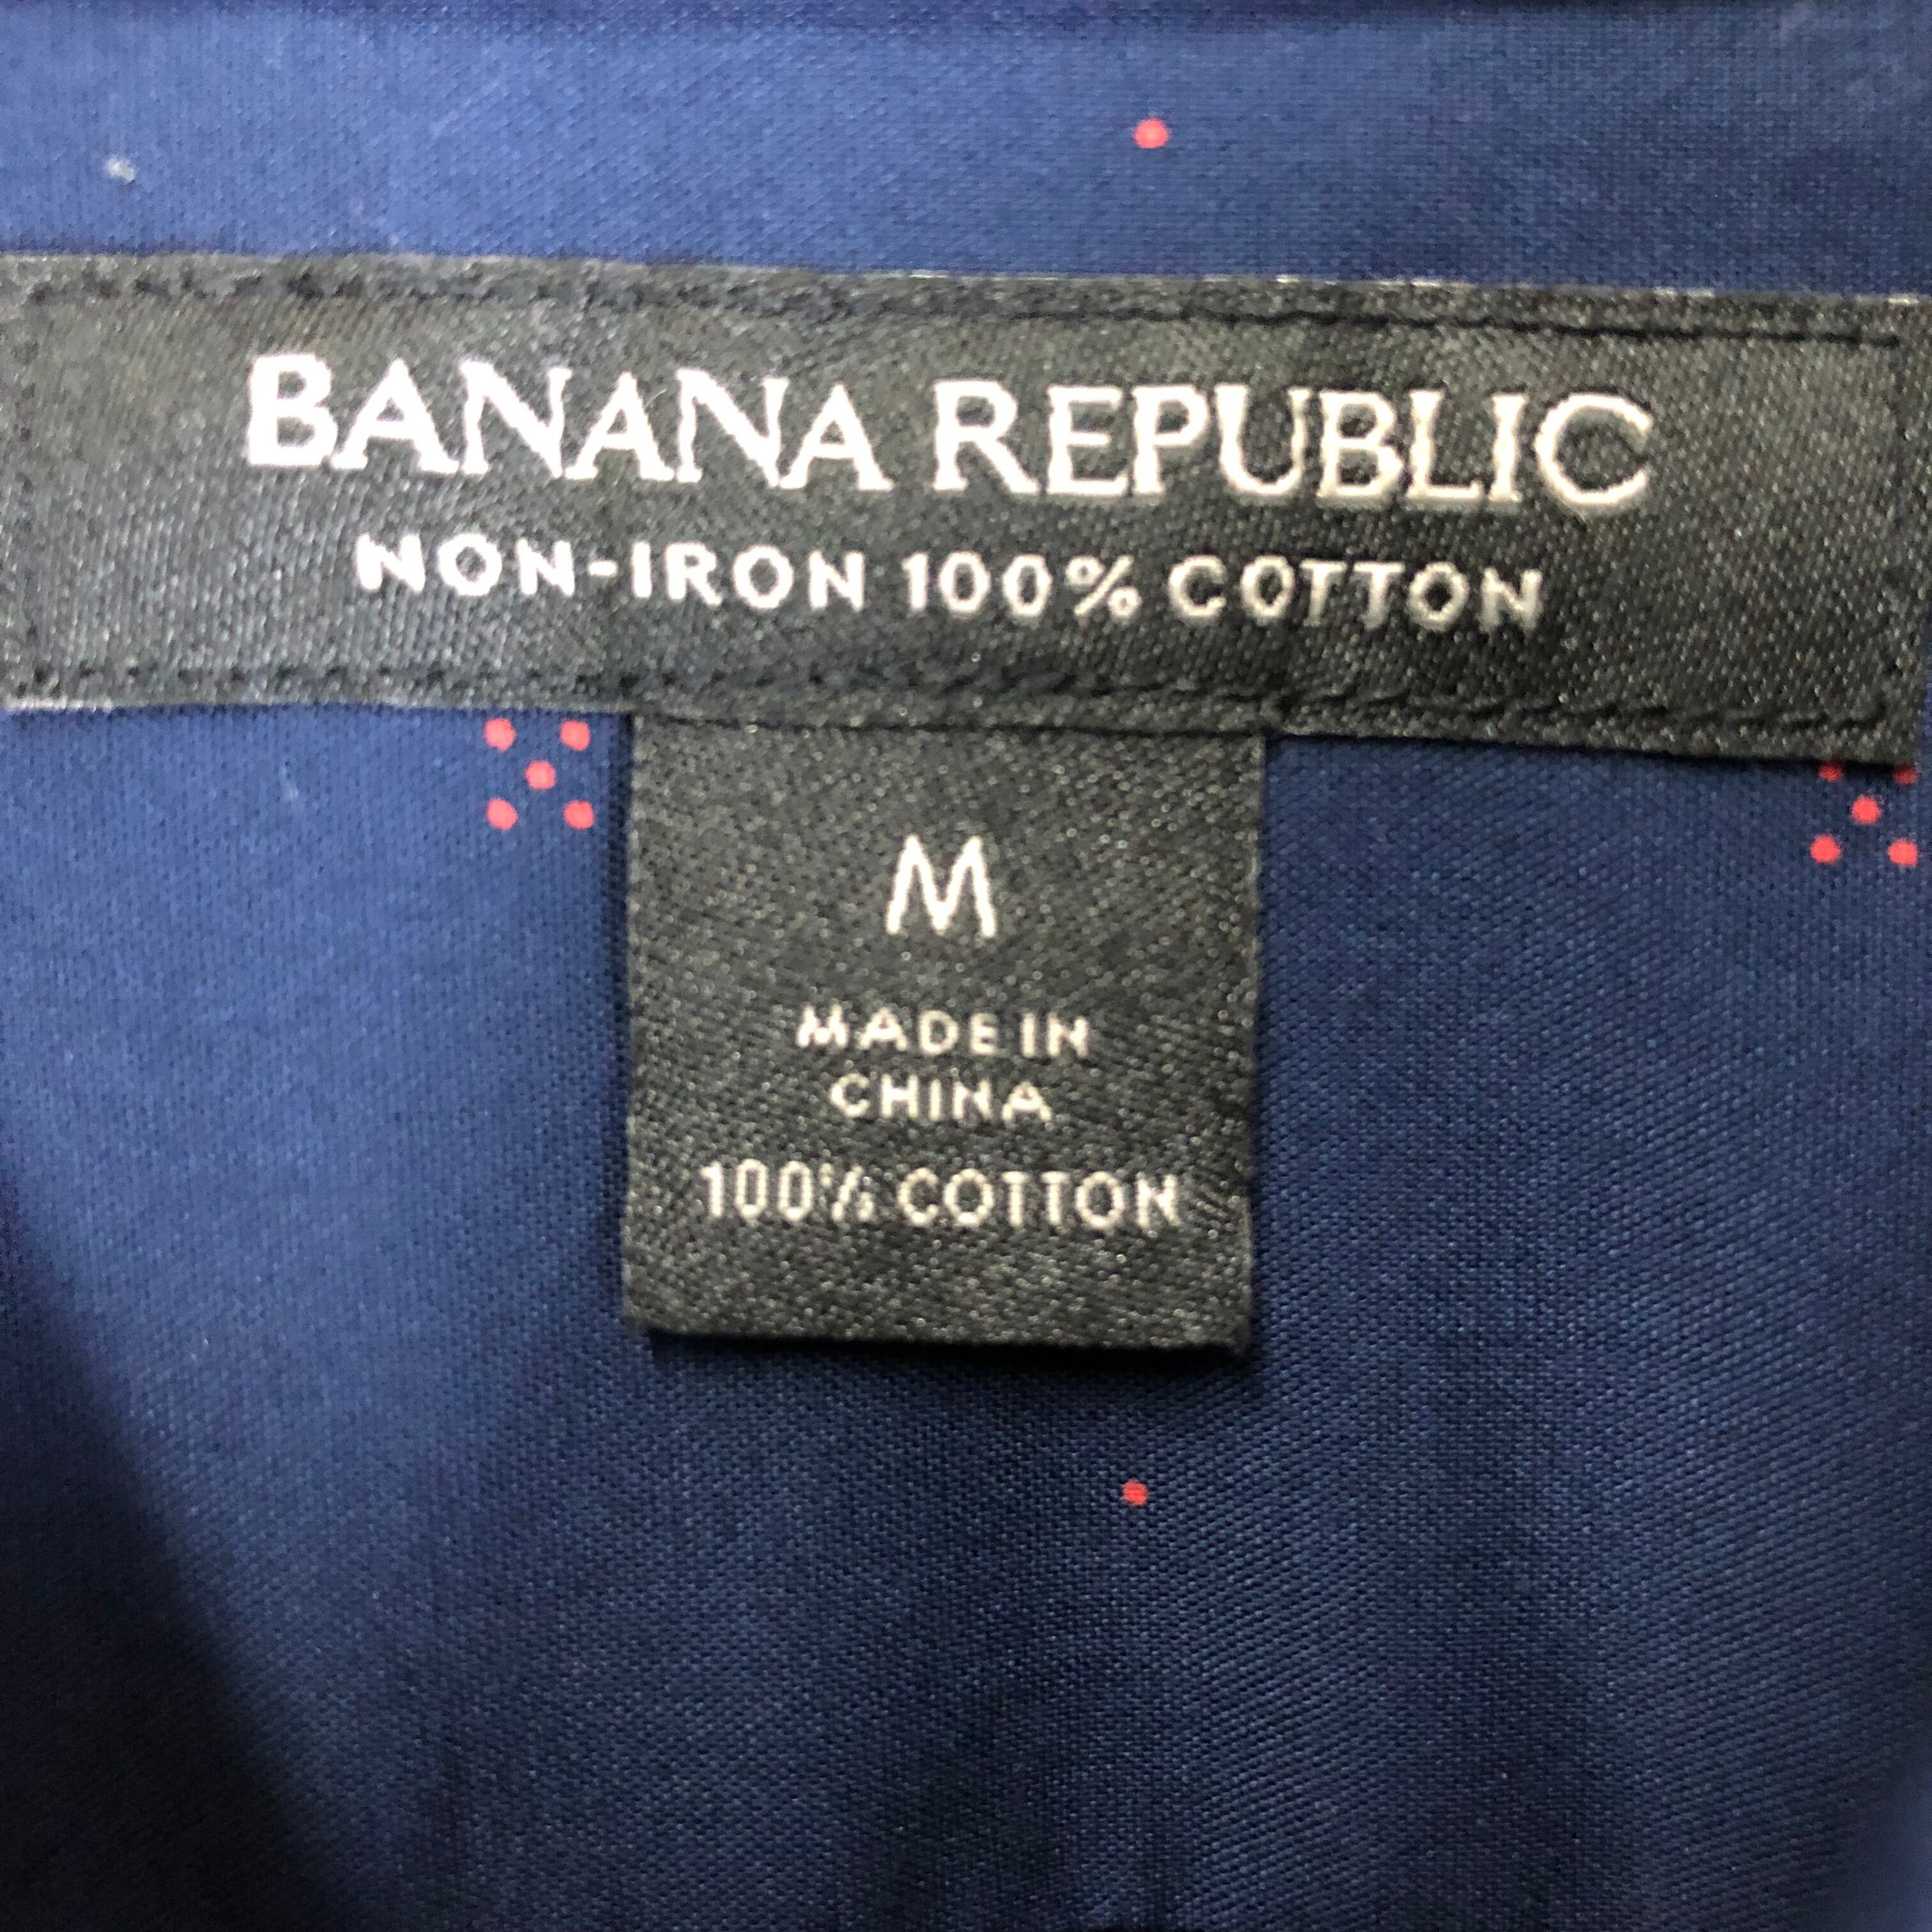 BANANA REPUBLIC
NON-IRON 100% COTTON
M
MADE IN
CHINA
100% COTTON